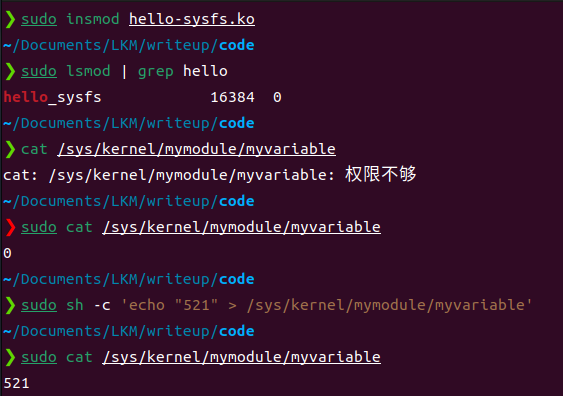 ❯ sudo insmod hello-sysfs.ko
~/Documents/LKM/writeup/code
❯ sudo lsmod | grep hello
hello_sysfs            16384  0
~/Documents/LKM/writeup/code
❯ cat /sys/kernel/mymodule/myvariable
cat: /sys/kernel/mymodule/myvariable: 权限不够
~/Documents/LKM/writeup/code
❯ sudo cat /sys/kernel/mymodule/myvariable
0
~/Documents/LKM/writeup/code
❯ sudo sh -c 'echo "521" > /sys/kernel/mymodule/myvariable'
~/Documents/LKM/writeup/code
❯ sudo cat /sys/kernel/mymodule/myvariable
521